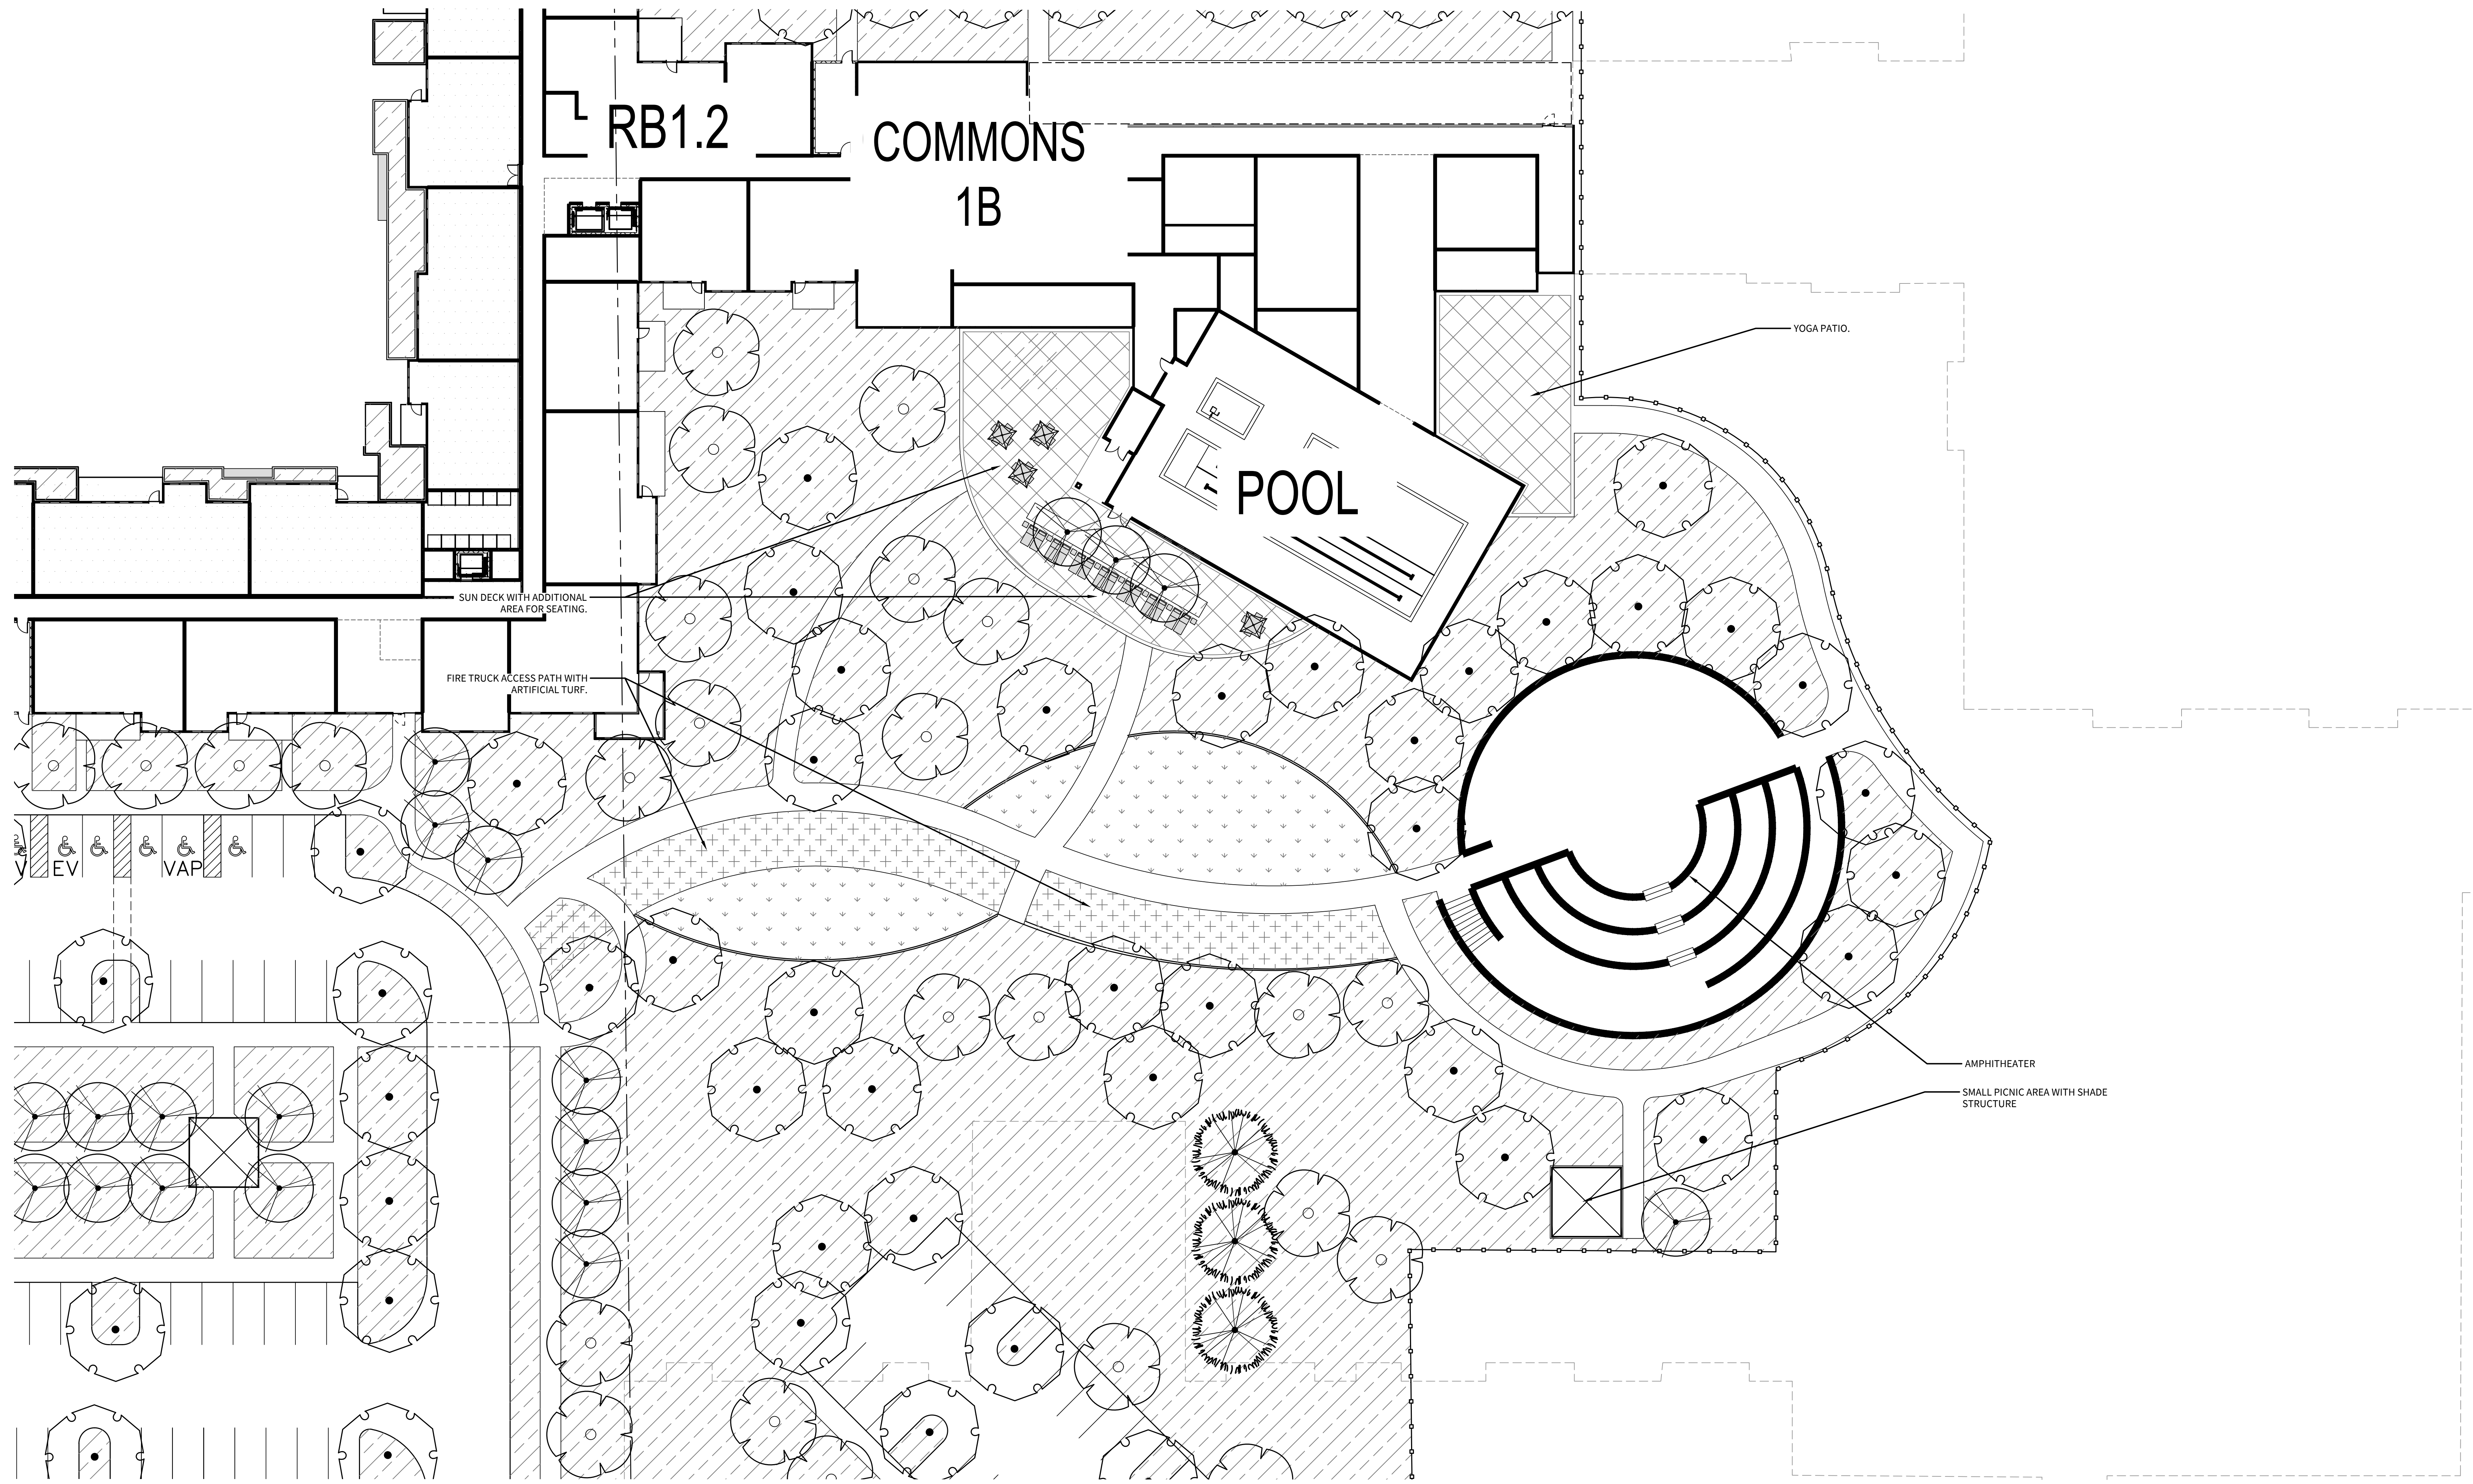 RB1.2
COMMONS
1B
YOGA PATIO.
POOL
SUN DECK WITH ADDITIONAL
AREA FOR SEATING.
FIRE TRUCK ACCESS PATH WITH
ARTIFICIAL TURF.
V
EV
VAP
AMPHITHEATER
SMALL PICNIC AREA WITH SHADE
STRUCTURE